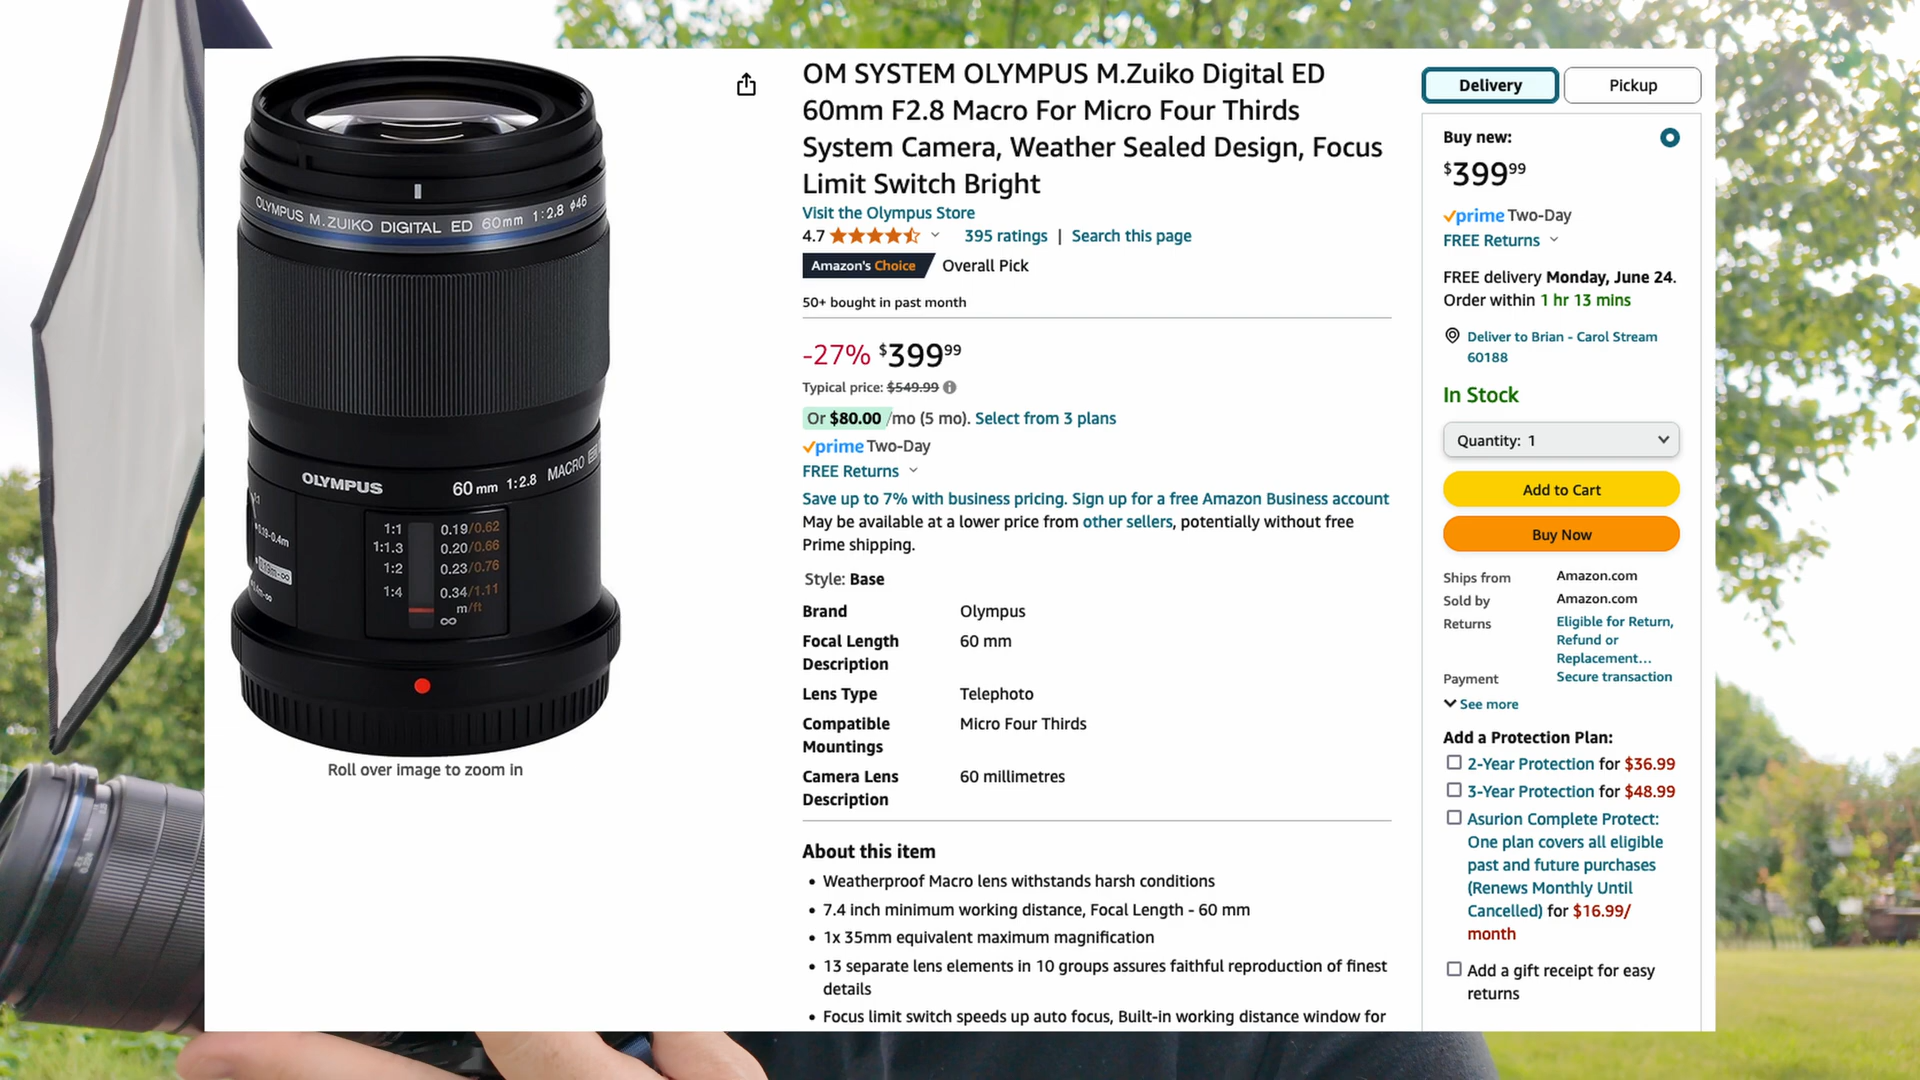 OLYMPUS M.ZUIKO DIGITAL ED 60mm 1:2.8 ϕ46
OLYMPUS 60mm 1:2.8 MACRO
1:1 0.19/0.62
1:1.3 0.20/0.66
1:2 0.23/0.76
1:4 0.34/1.11
m/ft
∞
1:1
0.19-0.4m
Roll over image to zoom in
OM SYSTEM OLYMPUS M.Zuiko Digital ED
60mm F2.8 Macro For Micro Four Thirds
System Camera, Weather Sealed Design, Focus
Limit Switch Bright
Visit the Olympus Store
4.7 395 ratings | Search this page
Amazon's Choice Overall Pick
50+ bought in past month
-27% $399 99
Typical price: $549.99
Or $80.00 /mo (5 mo). Select from 3 plans
prime Two-Day
FREE Returns
Save up to 7% with business pricing. Sign up for a free Amazon Business account
May be available at a lower price from other sellers, potentially without free
Prime shipping.
Style: Base
Brand Olympus
Focal Length 60 mm
Description
Lens Type Telephoto
Compatible Micro Four Thirds
Mountings
Camera Lens 60 millimetres
Description
About this item
• Weatherproof Macro lens withstands harsh conditions
• 7.4 inch minimum working distance, Focal Length - 60 mm
• 1x 35mm equivalent maximum magnification
• 13 separate lens elements in 10 groups assures faithful reproduction of finest
details
• Focus limit switch speeds up auto focus, Built-in working distance window for
Delivery Pickup
Buy new:
$399 99
prime Two-Day
FREE Returns
FREE delivery Monday, June 24.
Order within 1 hr 13 mins
Deliver to Brian - Carol Stream
60188
In Stock
Quantity: 1
Add to Cart
Buy Now
Ships from Amazon.com
Sold by Amazon.com
Returns Eligible for Return,
Refund or
Replacement...
Payment Secure transaction
See more
Add a Protection Plan:
2-Year Protection for $36.99
3-Year Protection for $48.99
Asurion Complete Protect:
One plan covers all eligible
past and future purchases
(Renews Monthly Until
Cancelled) for $16.99/
month
Add a gift receipt for easy
returns